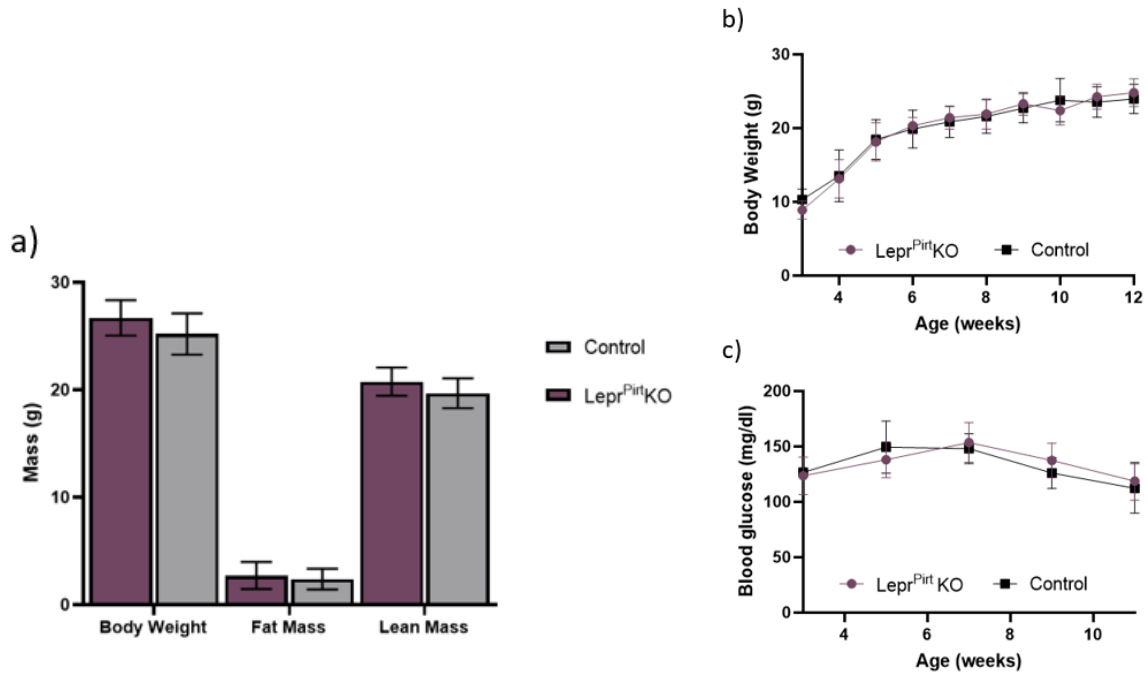 a)
30
20
10
0
Mass (g)
Body Weight Fat Mass Lean Mass
Control
Lepr^Pirt KO
b)
30
20
10
0
Body Weight (g)
Lepr^Pirt KO Control
4 6 8 10 12
Age (weeks)
c)
200
150
100
50
0
Blood glucose (mg/dl)
Lepr^Pirt KO Control
4 6 8 10
Age (weeks)